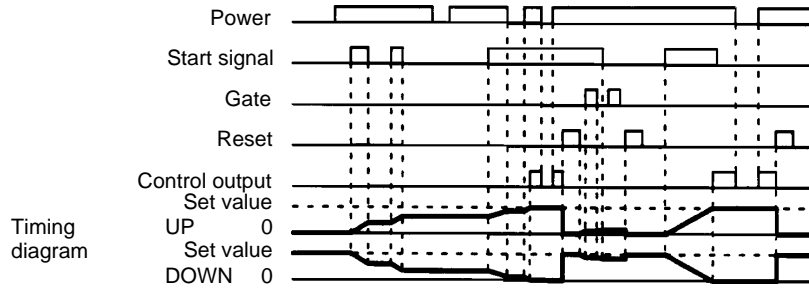 Power
Start signal
Gate
Reset
Control output
Set value
UP 0
Timing
diagram
Set value
DOWN 0